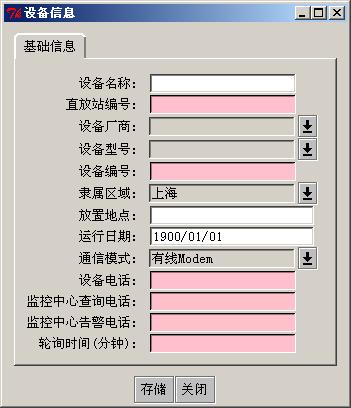 设备信息
基础信息
设备名称:
直放站编号:
设备厂商:
设备型号:
设备编号:
隶属区域: 上海
放置地点:
运行日期: 1900/01/01
通信模式: 有线Modem
设备电话:
监控中心查询电话:
监控中心告警电话:
轮询时间(分钟):
存储 关闭